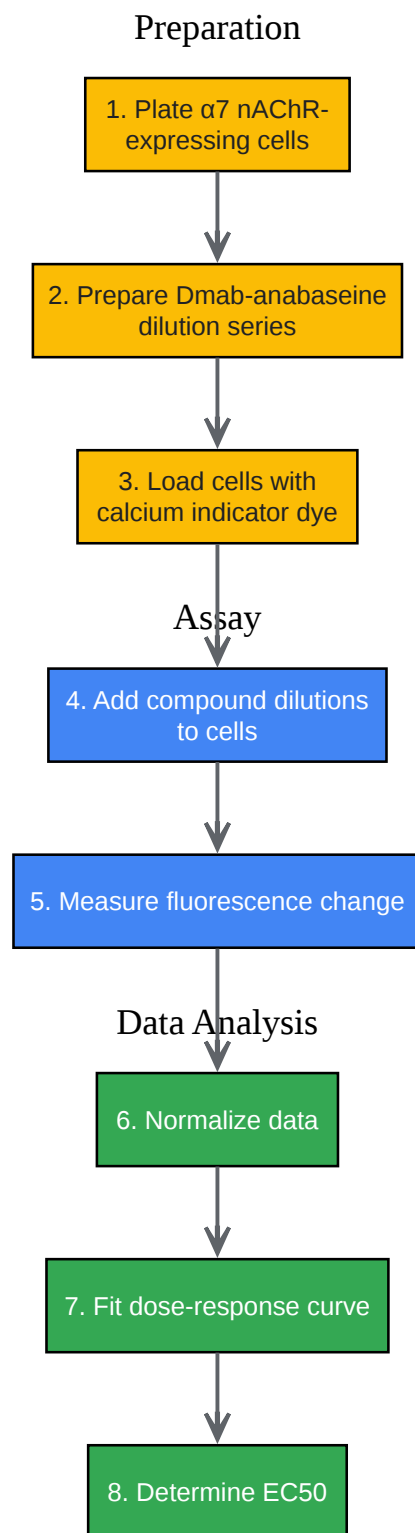 Preparation
1. Plate α7 nAChR-
expressing cells
2. Prepare Dmab-anabaseine
dilution series
3. Load cells with
calcium indicator dye
Assay
4. Add compound dilutions
to cells
5. Measure fluorescence change
Data Analysis
6. Normalize data
7. Fit dose-response curve
8. Determine EC50